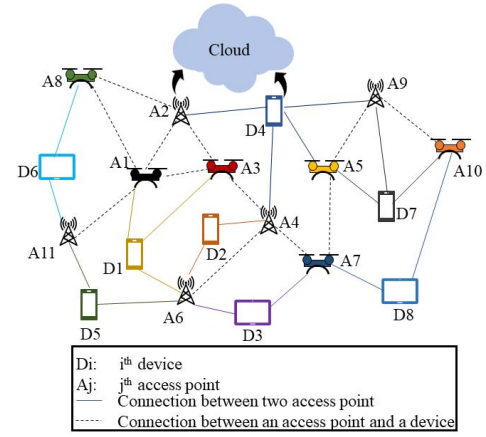 Cloud
A8
A9
A2
D4
A1
A3
A5
A10
D6
D7
A4
D2
A11
D1
A7
A6
D8
D5
D3
Di: iᵗʰ device
Aj: jᵗʰ access point
Connection between two access point
Connection between an access point and a device